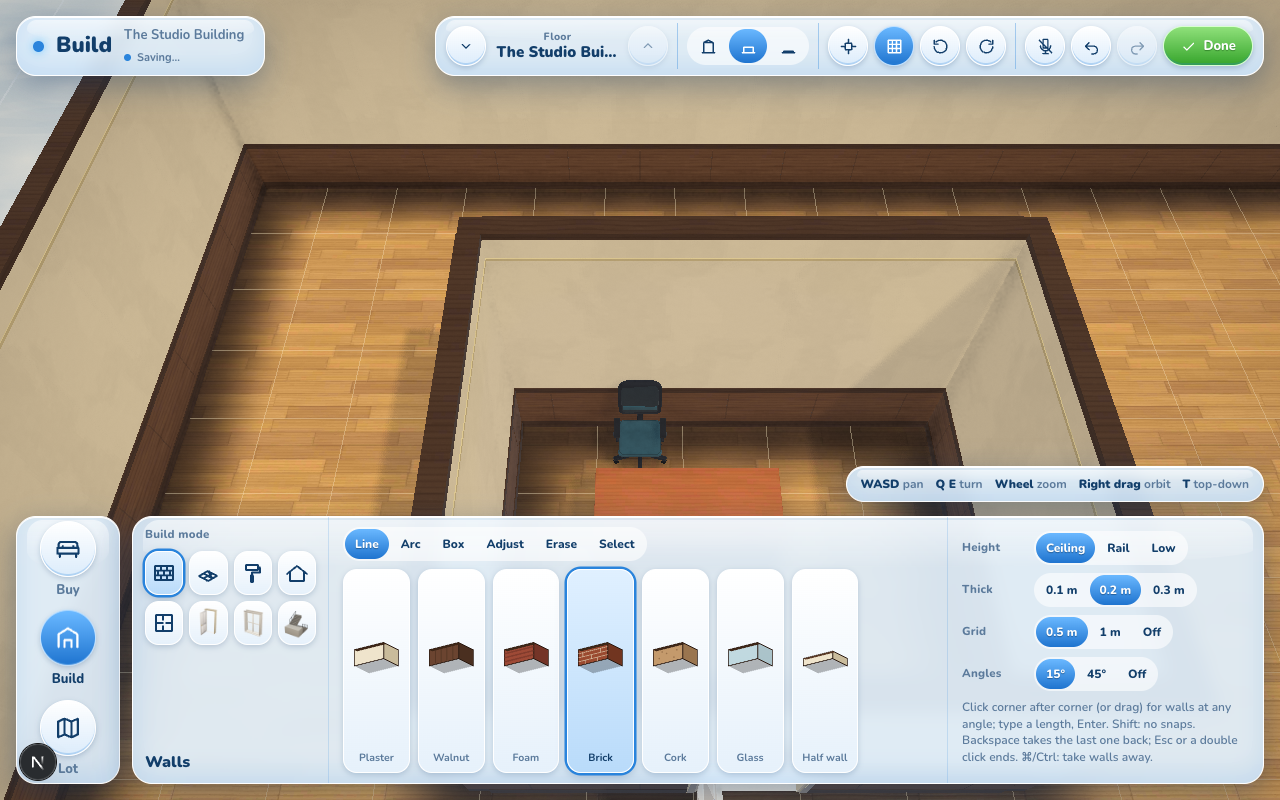 Build
The Studio Building
Saving...
Floor
The Studio Bui...
Done
WASD pan Q E turn Wheel zoom Right drag orbit T top-down
Buy
Build
Lot
N
Build mode
Walls
Line Arc Box Adjust Erase Select
Plaster Walnut Foam Brick Cork Glass Half wall
Height Ceiling Rail Low
Thick 0.1 m 0.2 m 0.3 m
Grid 0.5 m 1 m Off
Angles 15° 45° Off
Click corner after corner (or drag) for walls at any
angle; type a length, Enter. Shift: no snaps.
Backspace takes the last one back; Esc or a double
click ends. ⌘/Ctrl: take walls away.